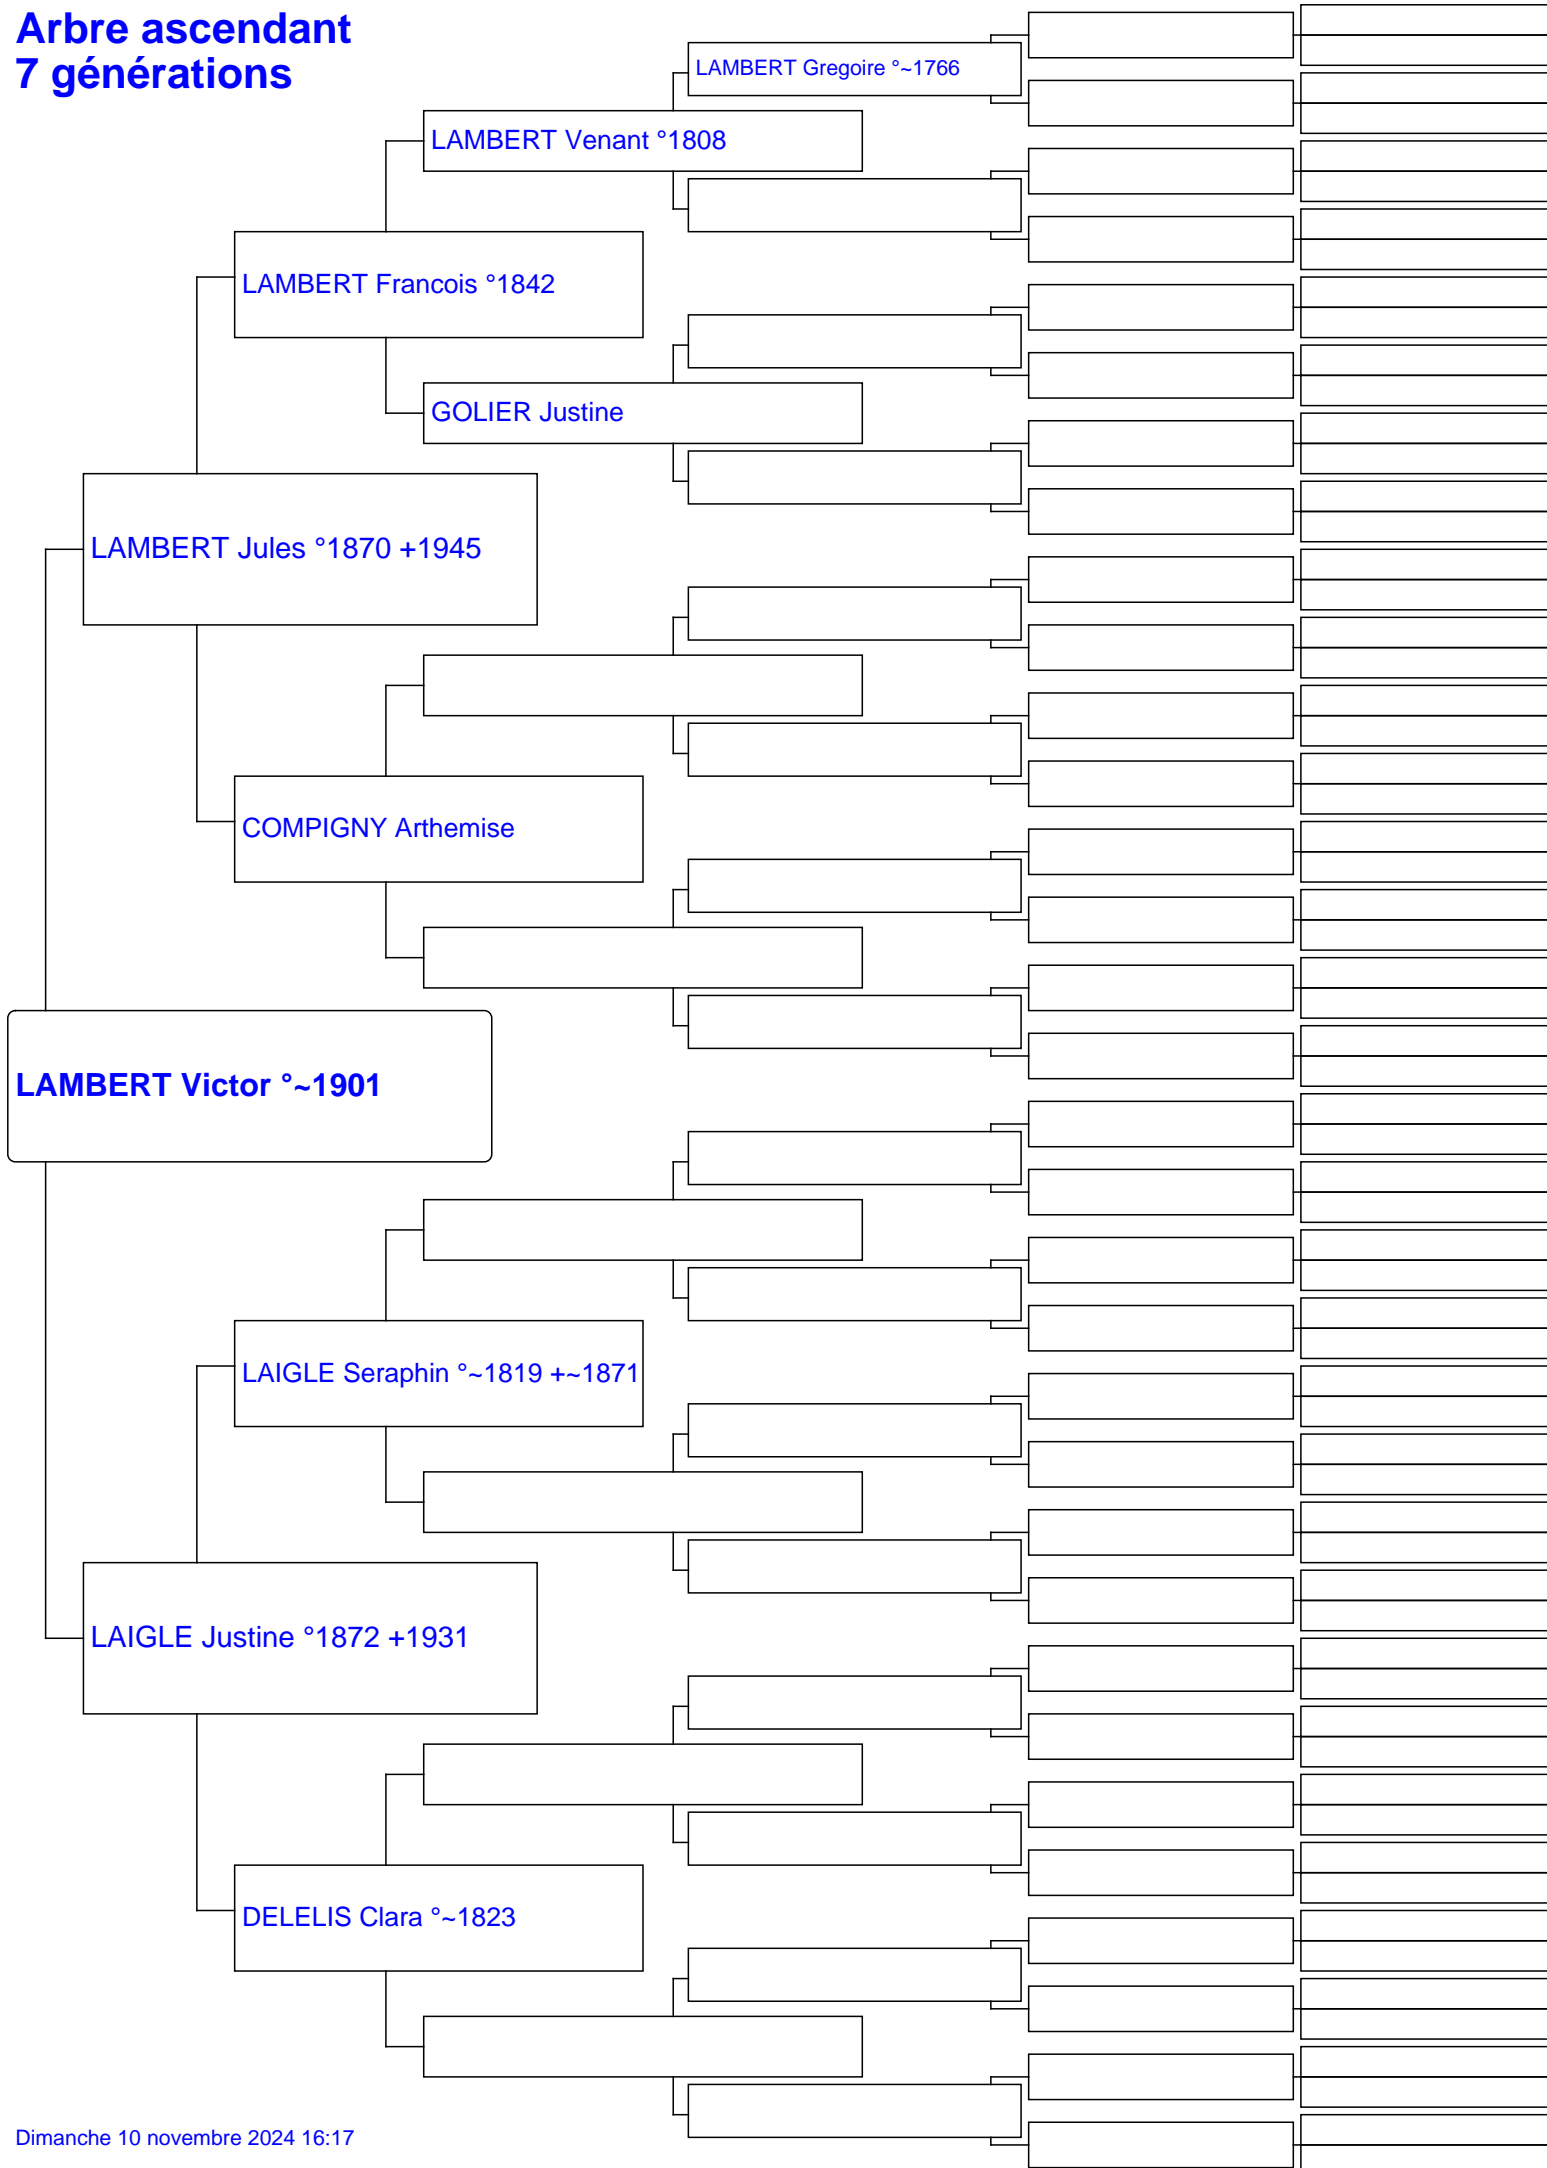 Arbre ascendant
7 générations
LAMBERT Gregoire °~1766
LAMBERT Venant °1808
LAMBERT Francois °1842
GOLIER Justine
LAMBERT Jules °1870 +1945
COMPIGNY Arthemise
LAMBERT Victor °~1901
LAIGLE Seraphin °~1819 +~1871
LAIGLE Justine °1872 +1931
DELELIS Clara °~1823
Dimanche 10 novembre 2024 16:17